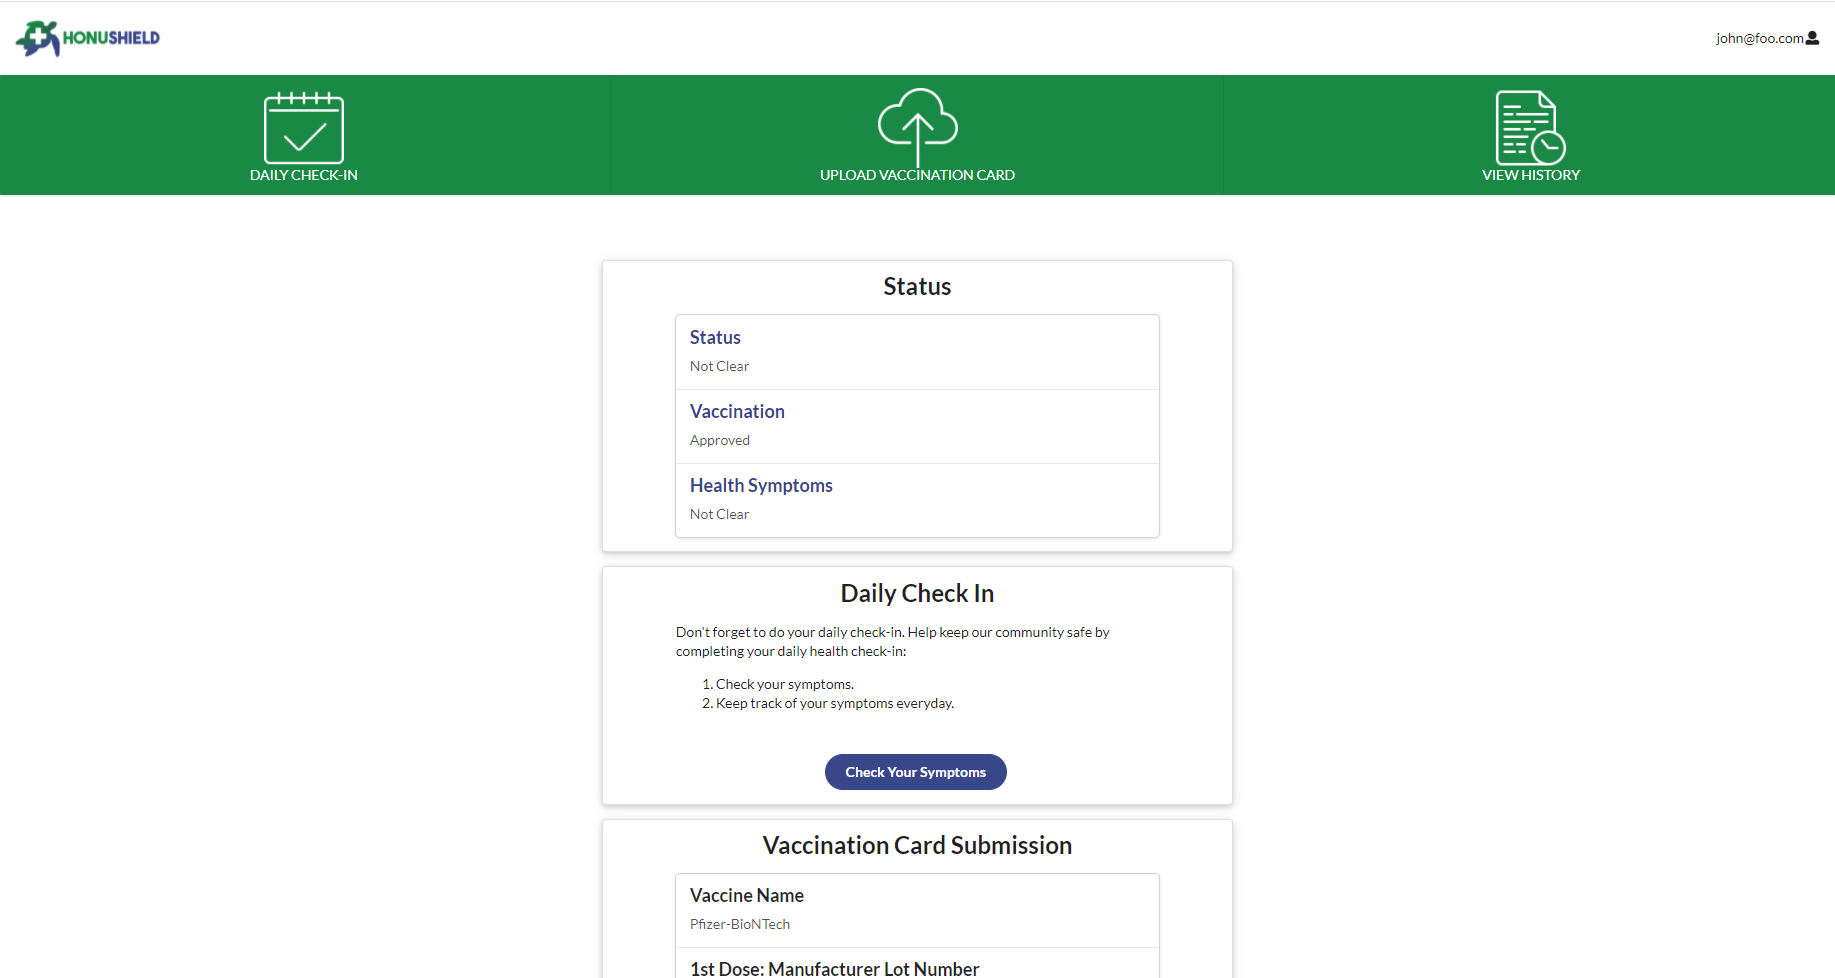 HONUSHIELD
john@foo.com
DAILY CHECK-IN
UPLOAD VACCINATION CARD
VIEW HISTORY
Status
Status
Not Clear
Vaccination
Approved
Health Symptoms
Not Clear
Daily Check In
Don't forget to do your daily check-in. Help keep our community safe by
completing your daily health check-in:
1. Check your symptoms.
2. Keep track of your symptoms everyday.
Check Your Symptoms
Vaccination Card Submission
Vaccine Name
Pfizer-BioNTech
1st Dose: Manufacturer Lot Number